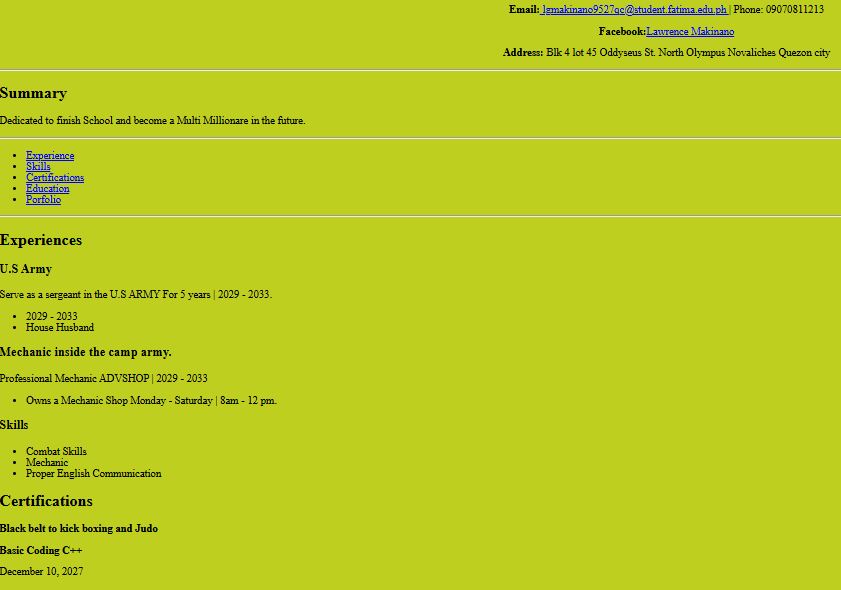 Email: lgmakinano9527qc@student.fatima.edu.ph | Phone: 09070811213
Facebook:Lawrence Makinano
Address: Blk 4 lot 45 Oddyseus St. North Olympus Novaliches Quezon city
Summary
Dedicated to finish School and become a Multi Millionare in the future.
• Experience
• Skills
• Certifications
• Education
• Porfolio
Experiences
U.S Army
Serve as a sergeant in the U.S ARMY For 5 years | 2029 - 2033.
• 2029 - 2033
• House Husband
Mechanic inside the camp army.
Professional Mechanic ADVSHOP | 2029 - 2033
• Owns a Mechanic Shop Monday - Saturday | 8am - 12 pm.
Skills
• Combat Skills
• Mechanic
• Proper English Communication
Certifications
Black belt to kick boxing and Judo
Basic Coding C++
December 10, 2027